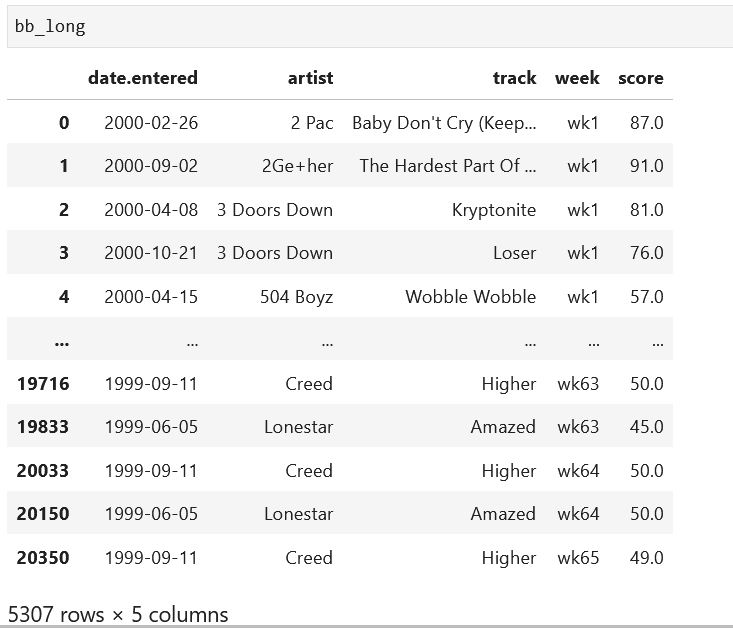 bb_long
date.entered artist track week score
0 2000-02-26 2 Pac Baby Don't Cry (Keep... wk1 87.0
1 2000-09-02 2Ge+her The Hardest Part Of ... wk1 91.0
2 2000-04-08 3 Doors Down Kryptonite wk1 81.0
3 2000-10-21 3 Doors Down Loser wk1 76.0
4 2000-04-15 504 Boyz Wobble Wobble wk1 57.0
... ... ... ... ... ...
19716 1999-09-11 Creed Higher wk63 50.0
19833 1999-06-05 Lonestar Amazed wk63 45.0
20033 1999-09-11 Creed Higher wk64 50.0
20150 1999-06-05 Lonestar Amazed wk64 50.0
20350 1999-09-11 Creed Higher wk65 49.0
5307 rows × 5 columns